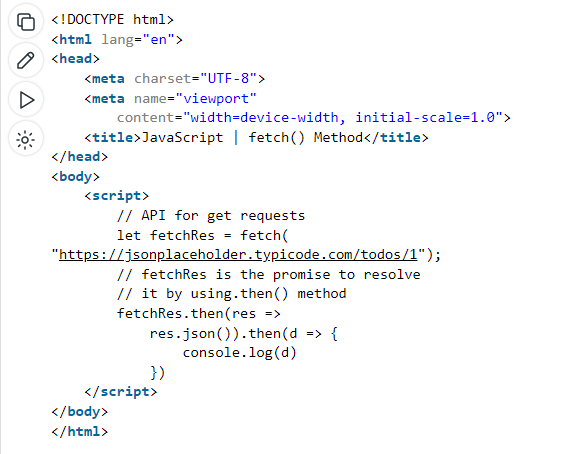 <!DOCTYPE html>
<html lang="en">
<head>
    <meta charset="UTF-8">
    <meta name="viewport"
        content="width=device-width, initial-scale=1.0">
    <title>JavaScript | fetch() Method</title>
</head>
<body>
    <script>
        // API for get requests
        let fetchRes = fetch(
"https://jsonplaceholder.typicode.com/todos/1");
        // fetchRes is the promise to resolve
        // it by using.then() method
        fetchRes.then(res =>
            res.json()).then(d => {
                console.log(d)
            })
    </script>
</body>
</html>